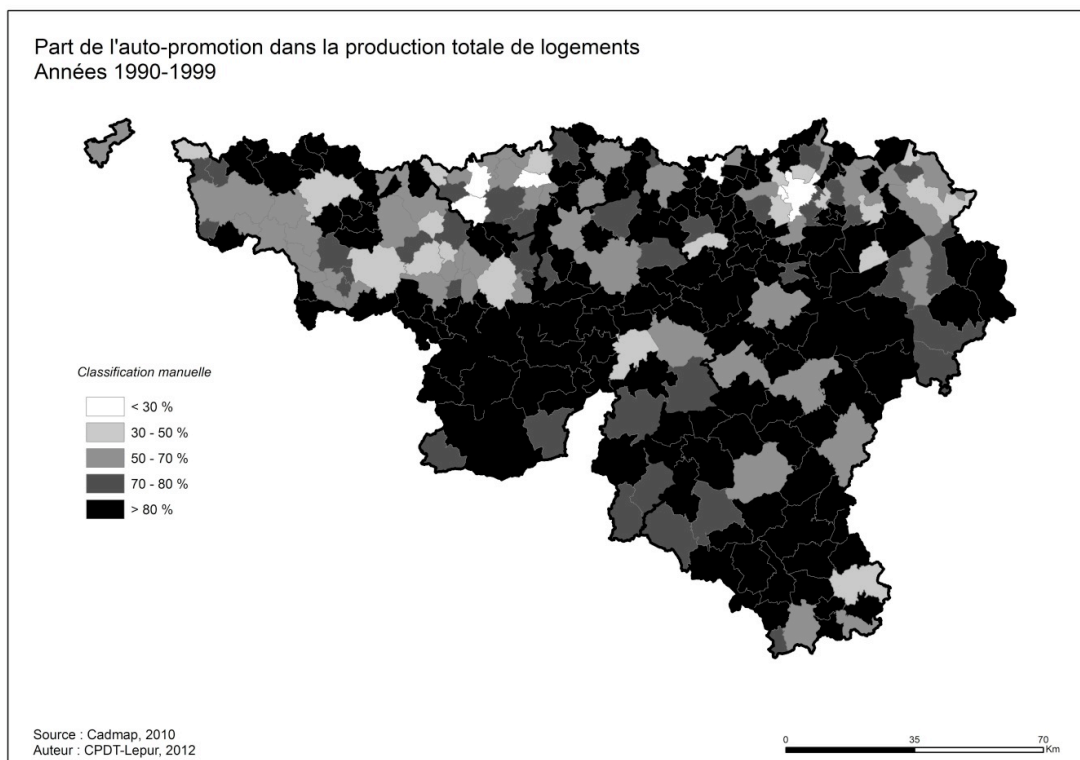 Part de l'auto-promotion dans la production totale de logements
Années 1990-1999
Classification manuelle
< 30 %
30 - 50 %
50 - 70 %
70 - 80 %
> 80 %
Source : Cadmap, 2010
Auteur : CPDT-Lepur, 2012
0 35 70
Km